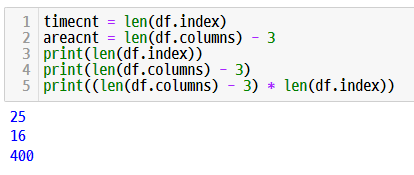 1 timecnt = len(df.index)
2 areacnt = len(df.columns) - 3
3 print(len(df.index))
4 print(len(df.columns) - 3)
5 print((len(df.columns) - 3) * len(df.index))
25
16
400